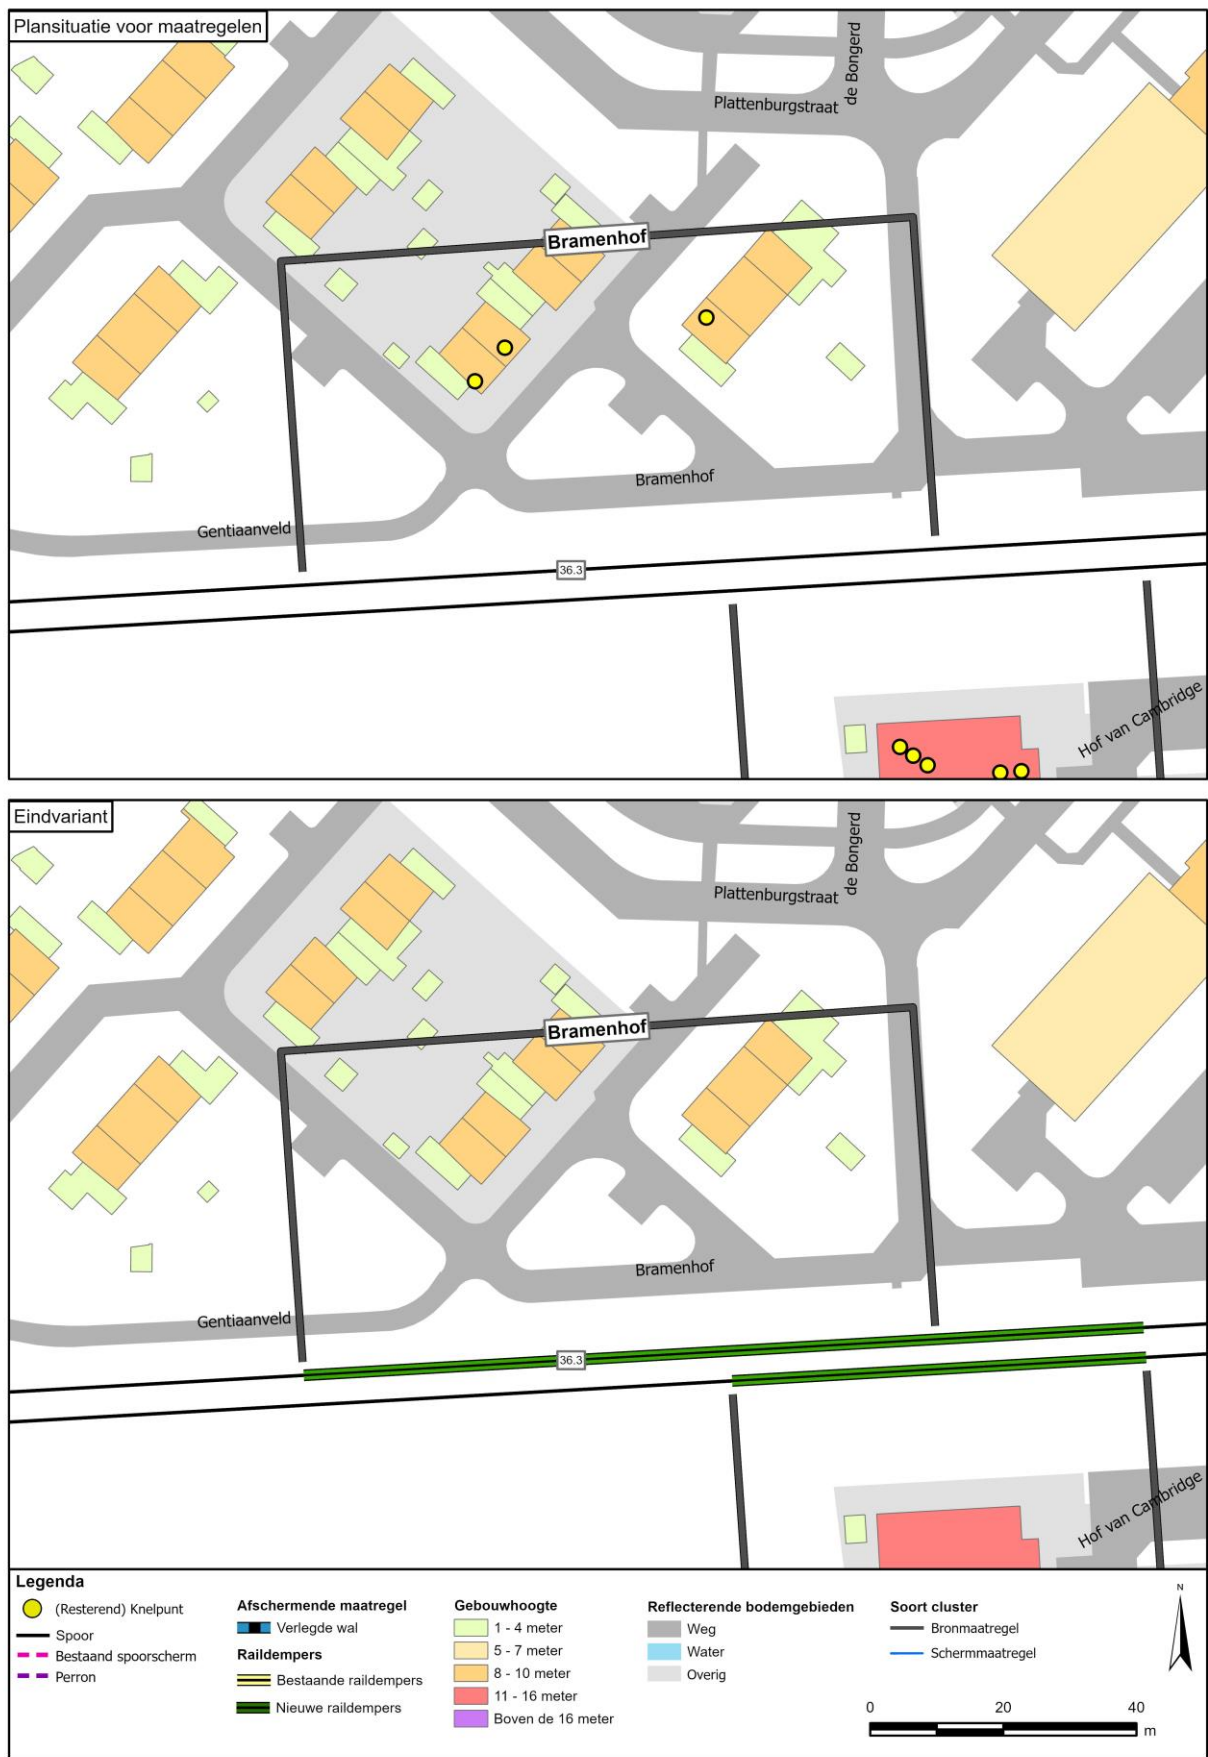 Plansituatie voor maatregelen
de Bongerd
Plattenburgstraat
Bramenhof
Bramenhof
Gentiaanveld
36.3
Hof van Cambridge
Eindvariant
de Bongerd
Plattenburgstraat
Bramenhof
Bramenhof
Gentiaanveld
36.3
Hof van Cambridge
Legenda
(Resterend) Knelpunt
Spoor
Bestaand spoorscherm
Perron
Afschermende maatregel
Verlegde wal
Raildempers
Bestaande raildempers
Nieuwe raildempers
Gebouwhoogte
1 - 4 meter
5 - 7 meter
8 - 10 meter
11 - 16 meter
Boven de 16 meter
Reflecterende bodemgebieden
Weg
Water
Overig
Soort cluster
Bronmaatregel
Schermmaatregel
N
0 20 40
m